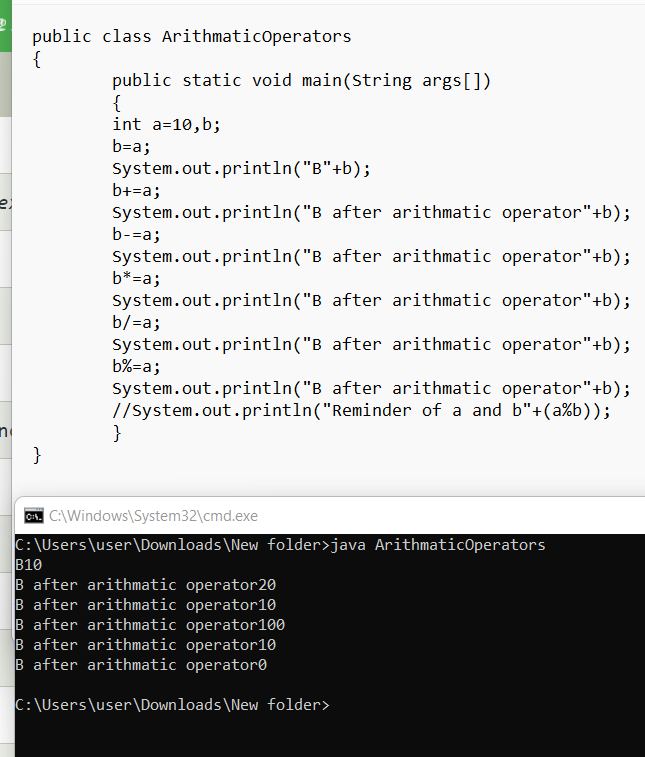 public class ArithmaticOperators
{
public static void main(String args[])
{
int a=10,b;
b=a;
System.out.println("B"+b);
b+=a;
System.out.println("B after arithmatic operator"+b);
b-=a;
System.out.println("B after arithmatic operator"+b);
b*=a;
System.out.println("B after arithmatic operator"+b);
b/=a;
System.out.println("B after arithmatic operator"+b);
b%=a;
System.out.println("B after arithmatic operator"+b);
//System.out.println("Reminder of a and b"+(a%b));
}
}
C:\Windows\System32\cmd.exe
C:\Users\user\Downloads\New folder>java ArithmaticOperators
B10
B after arithmatic operator20
B after arithmatic operator10
B after arithmatic operator100
B after arithmatic operator10
B after arithmatic operator0
C:\Users\user\Downloads\New folder>